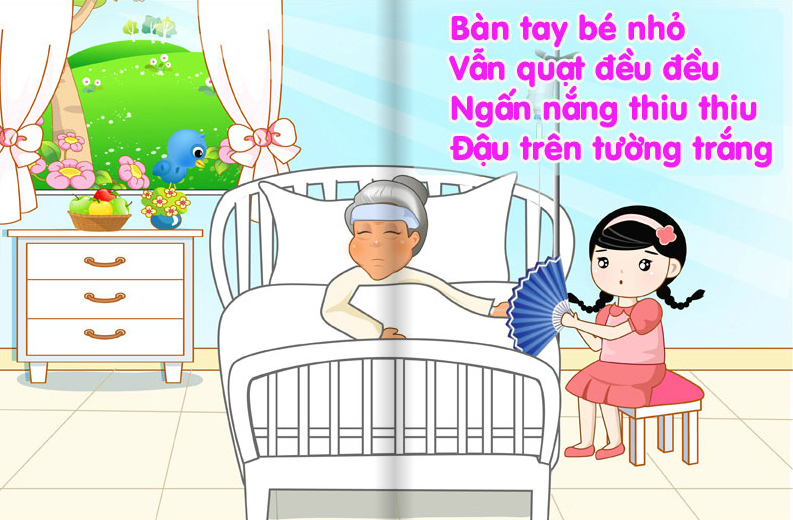 Bàn tay bé nhỏ
Vẫn quạt đều đều
Ngấn nắng thiu thiu
Đậu trên tường trắng